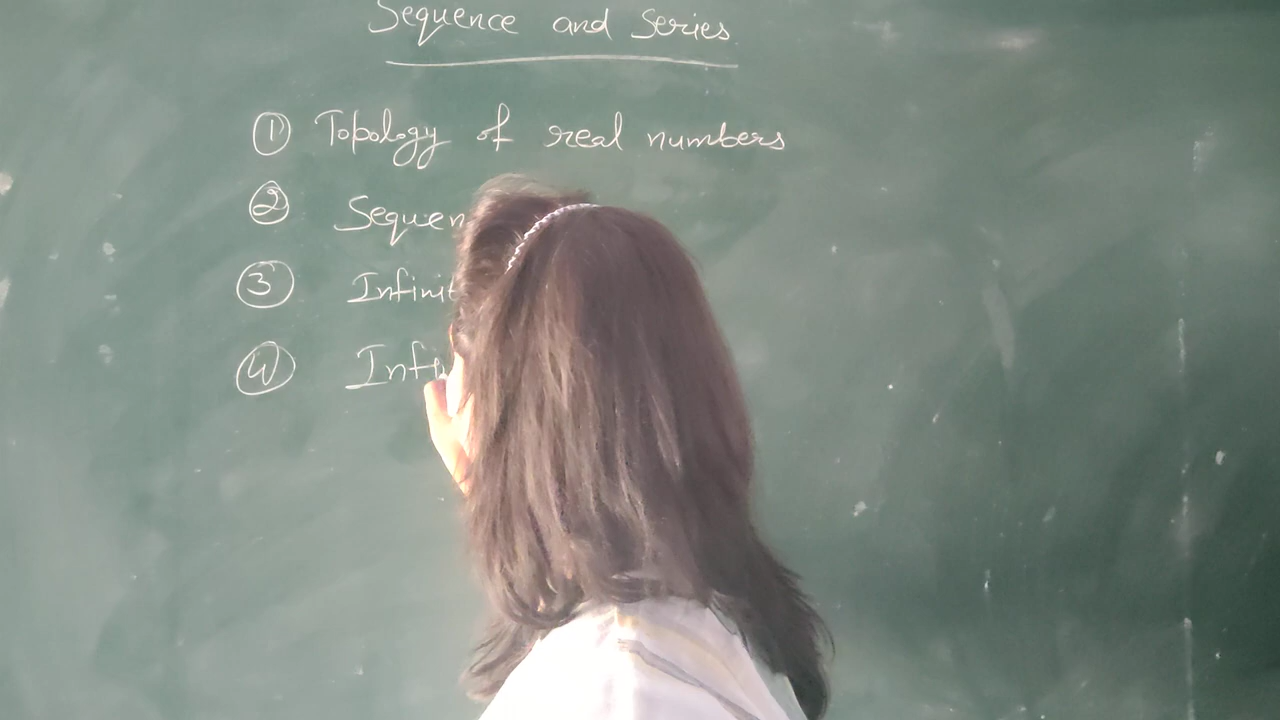 Sequence and Series
① Topology of real numbers
② Sequen
③ Infinit
④ Infi